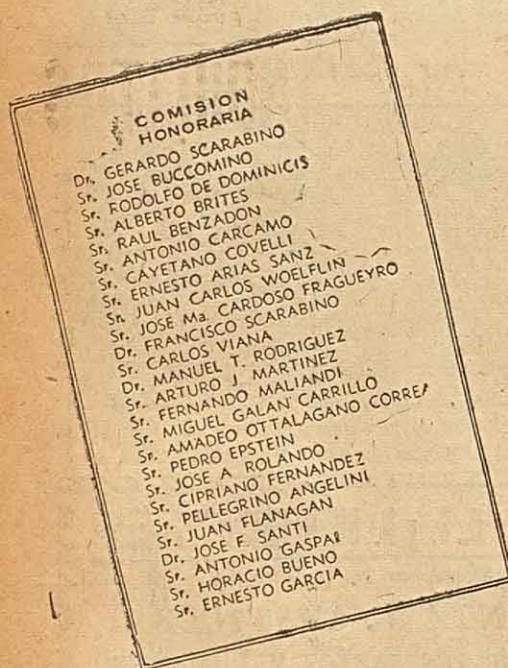 COMISION
HONORARIA
Dr. GERARDO SCARABINO
Sr. JOSE BUCCOMINO
Sr. RODOLFO DE DOMINICIS
Sr. ALBERTO BRITES
Sr. RAUL BENZADON
Sr. ANTONIO CARCAMO
Sr. CAYETANO COVELLI
Sr. ERNESTO ARIAS SANZ
Sr. JUAN CARLOS WOELFLIN
Sr. JOSE Ma. CARDOSO FRAGUEYRO
Dr. FRANCISCO SCARABINO
Sr. CARLOS VIANA
Dr. MANUEL T. RODRIGUEZ
Sr. ARTURO J. MARTINEZ
Sr. FERNANDO MALIANDI
Sr. MIGUEL GALAN CARRILLO
Sr. AMADEO OTTALAGANO CORREA
Sr. PEDRO EPSTEIN
Sr. JOSE A. ROLANDO
Sr. CIPRIANO FERNANDEZ
Sr. PELLEGRINO ANGELINI
Sr. JUAN FLANAGAN
Dr. JOSE F. SANTI
Sr. ANTONIO GASPAR
Sr. HORACIO BUENO
Sr. ERNESTO GARCIA